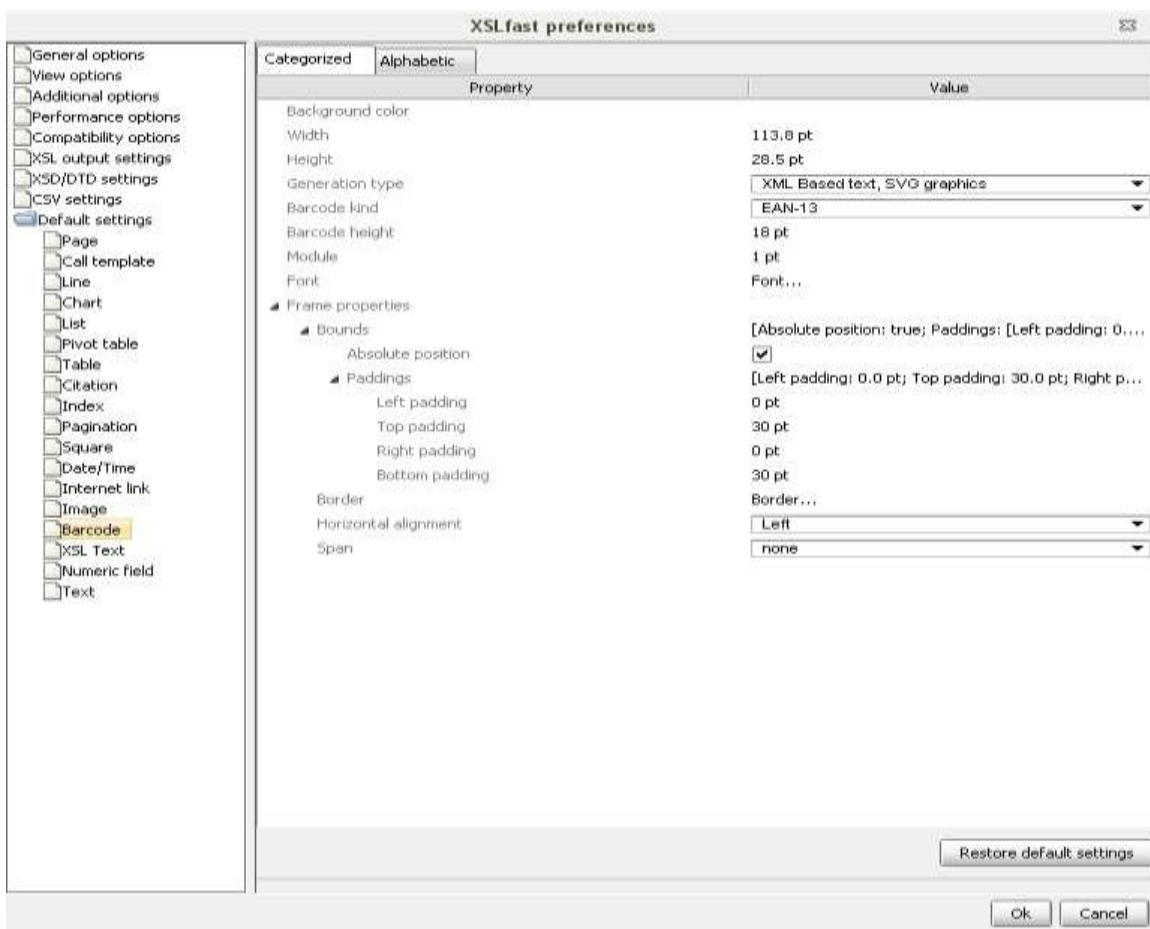 XSLfast preferences
General options
View options
Additional options
Performance options
Compatibility options
XSL output settings
XSD/DTD settings
CSV settings
Default settings
Page
Call template
Line
Chart
List
Pivot table
Table
Citation
Index
Pagination
Square
Date/Time
Internet link
Image
Barcode
XSL Text
Numeric field
Text
Categorized Alphabetic
Property Value
Background color
Width 113.8 pt
Height 28.5 pt
Generation type XML Based text, SVG graphics
Barcode kind EAN-13
Barcode height 18 pt
Module 1 pt
Font Font...
Frame properties
Bounds [Absolute position: true; Paddings: [Left padding: 0....
Absolute position
Paddings [Left padding: 0.0 pt; Top padding: 30.0 pt; Right p...
Left padding 0 pt
Top padding 30 pt
Right padding 0 pt
Bottom padding 30 pt
Border Border...
Horizontal alignment Left
Span none
Restore default settings
Ok Cancel